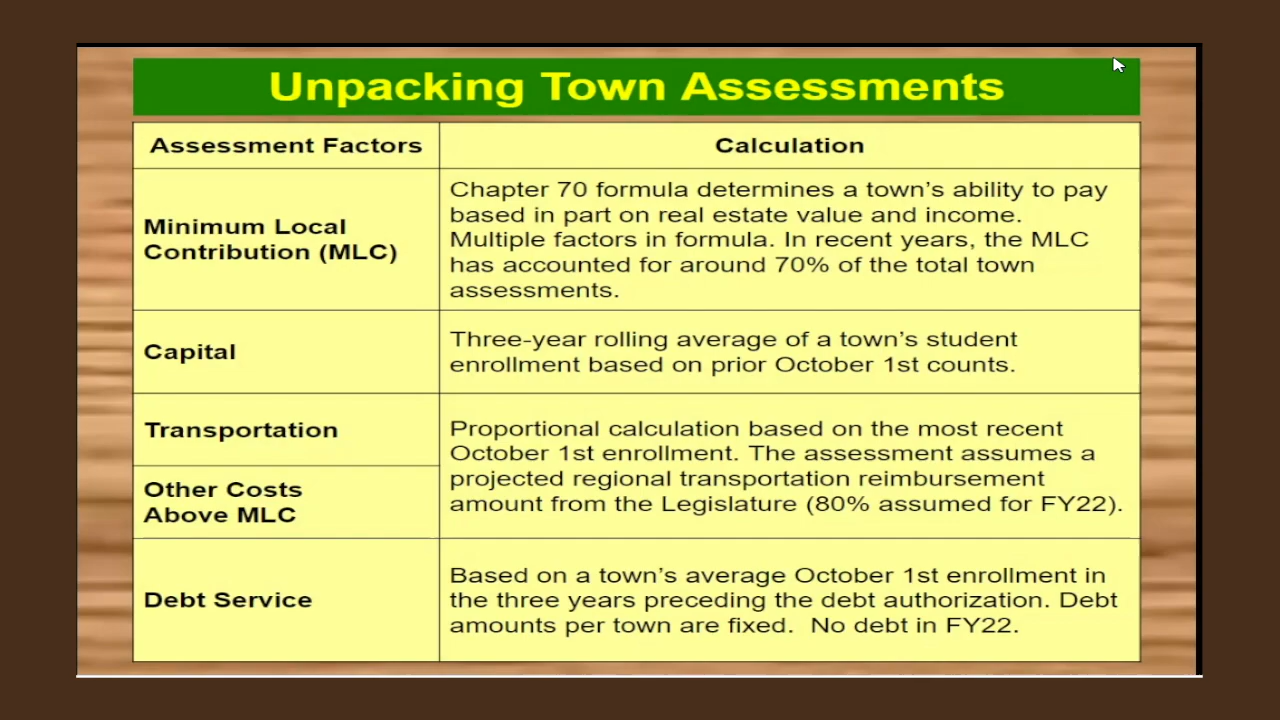 Unpacking Town Assessments
Assessment Factors
Calculation
Minimum Local
Contribution (MLC)
Chapter 70 formula determines a town's ability to pay
based in part on real estate value and income.
Multiple factors in formula. In recent years, the MLC
has accounted for around 70% of the total town
assessments.
Capital
Three-year rolling average of a town's student
enrollment based on prior October 1st counts.
Transportation
Other Costs
Above MLC
Proportional calculation based on the most recent
October 1st enrollment. The assessment assumes a
projected regional transportation reimbursement
amount from the Legislature (80% assumed for FY22).
Debt Service
Based on a town's average October 1st enrollment in
the three years preceding the debt authorization. Debt
amounts per town are fixed.  No debt in FY22.